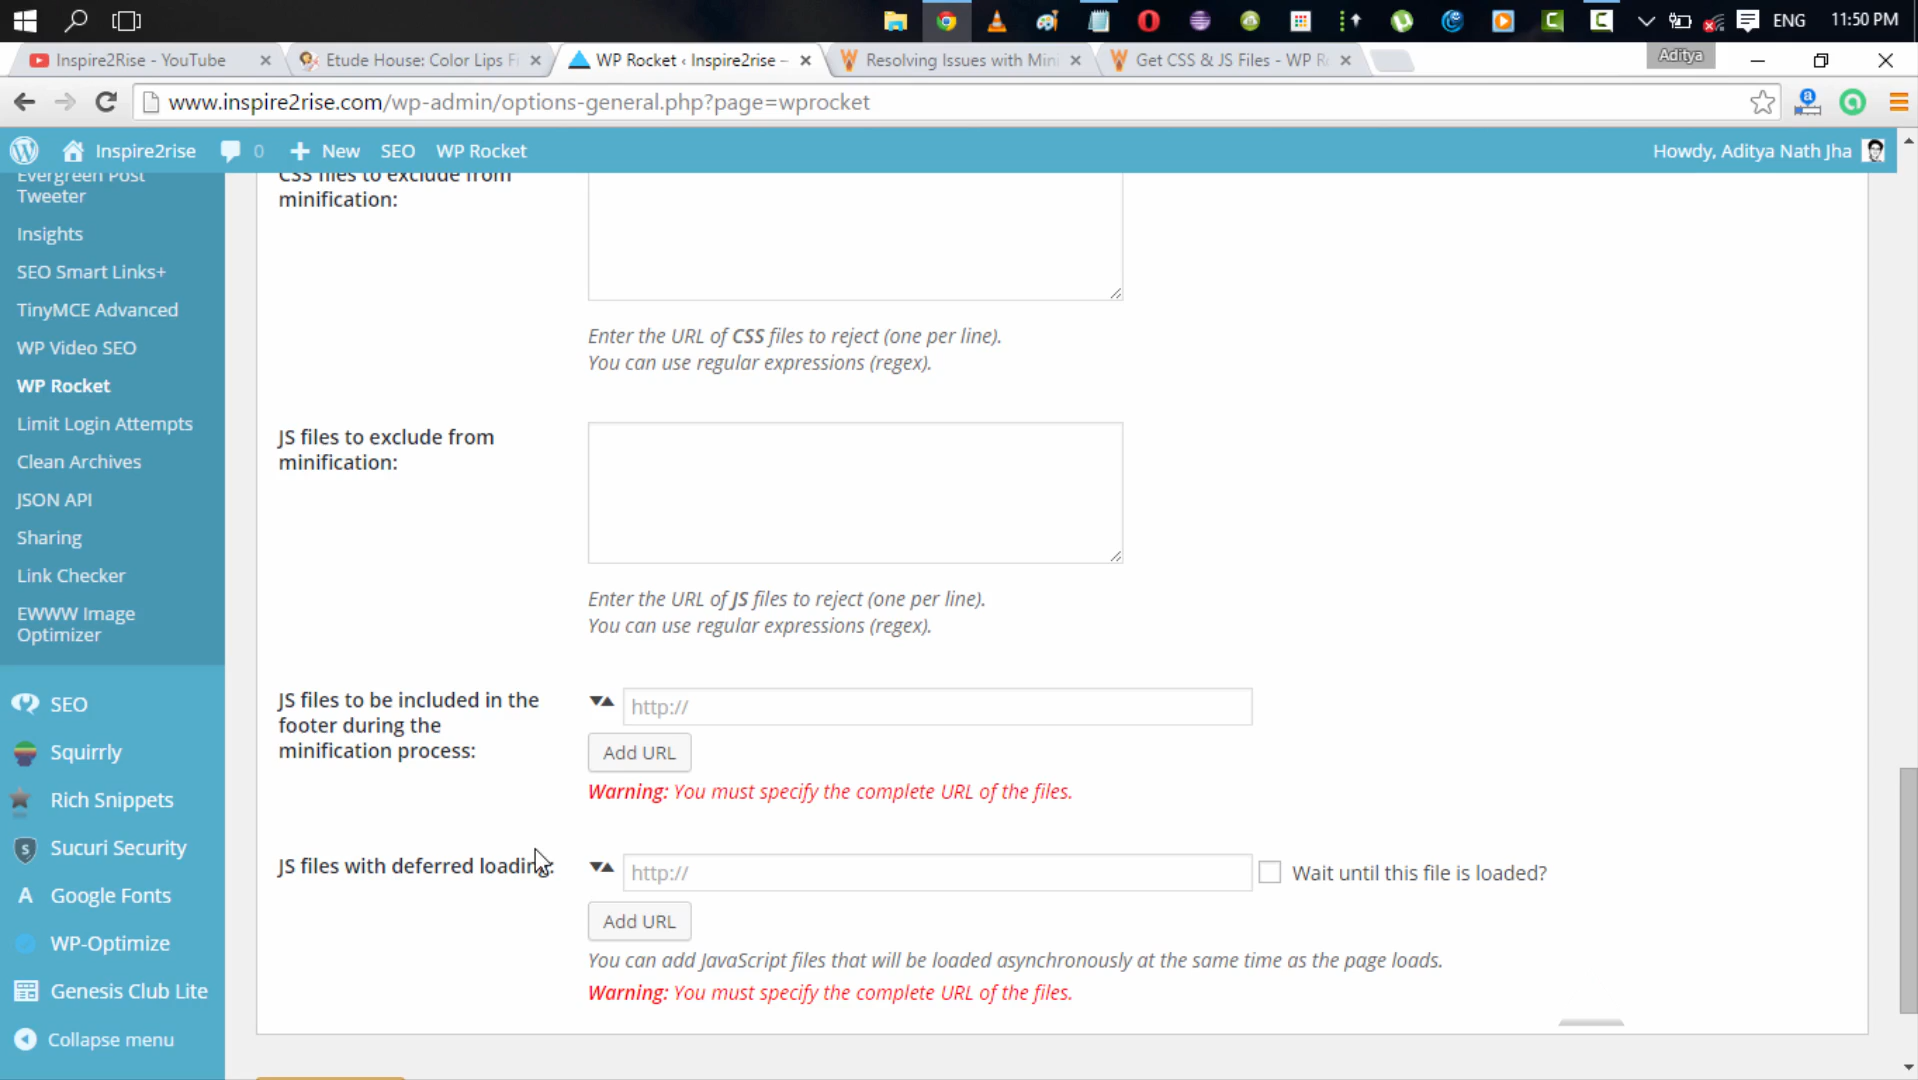 ENG
11:50 PM
Inspire2Rise - YouTube
Etude House: Color Lips Fi
WP Rocket ‹ Inspire2rise —
Resolving Issues with Mini
Get CSS & JS Files - WP Ro
Aditya
www.inspire2rise.com/wp-admin/options-general.php?page=wprocket
Inspire2rise
0
New
SEO
WP Rocket
Howdy, Aditya Nath Jha
Evergreen Post
Tweeter
Insights
SEO Smart Links+
TinyMCE Advanced
WP Video SEO
WP Rocket
Limit Login Attempts
Clean Archives
JSON API
Sharing
Link Checker
EWWW Image
Optimizer
SEO
Squirrly
Rich Snippets
Sucuri Security
Google Fonts
WP-Optimize
Genesis Club Lite
Collapse menu
CSS files to exclude from
minification:
Enter the URL of CSS files to reject (one per line).
You can use regular expressions (regex).
JS files to exclude from
minification:
Enter the URL of JS files to reject (one per line).
You can use regular expressions (regex).
JS files to be included in the
footer during the
minification process:
http://
Add URL
Warning: You must specify the complete URL of the files.
JS files with deferred loading:
http://
Wait until this file is loaded?
Add URL
You can add JavaScript files that will be loaded asynchronously at the same time as the page loads.
Warning: You must specify the complete URL of the files.